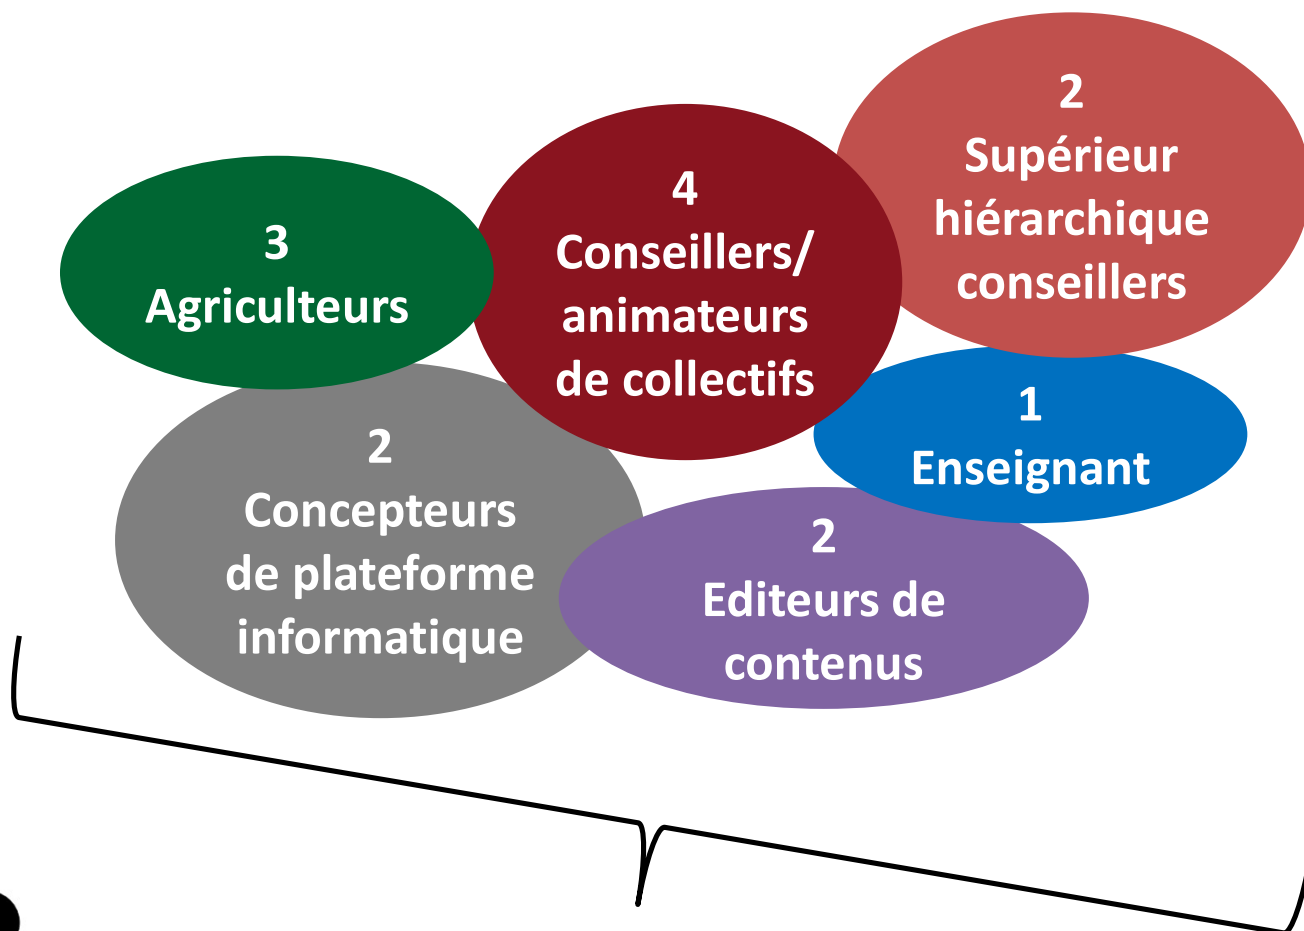 2
Supérieur
hiérarchique
conseillers
4
Conseillers/
animateurs
de collectifs
3
Agriculteurs
1
Enseignant
2
Concepteurs
de plateforme
informatique
2
Editeurs de
contenus